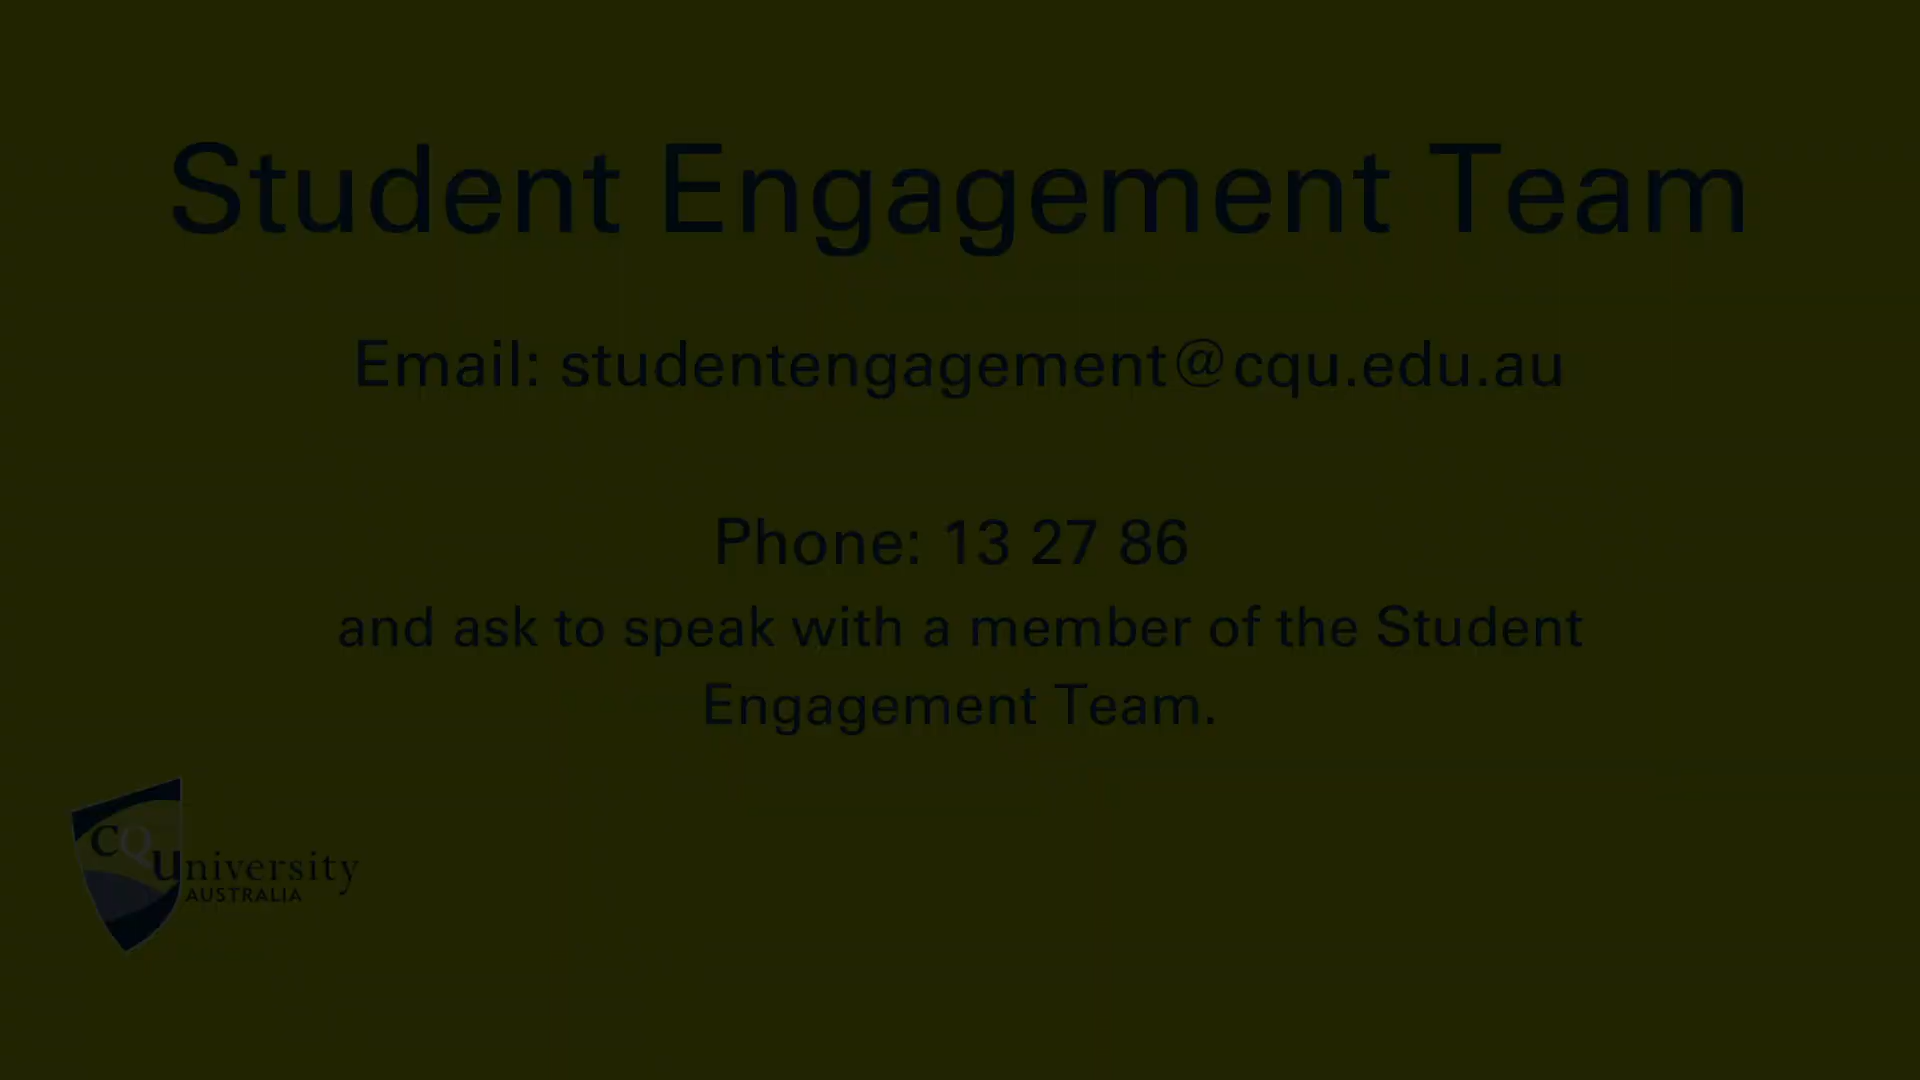 Student Engagement Team
Email: studentengagement@cqu.edu.au
Phone: 13 27 86
and ask to speak with a member of the Student
Engagement Team.
CQUniversity
AUSTRALIA